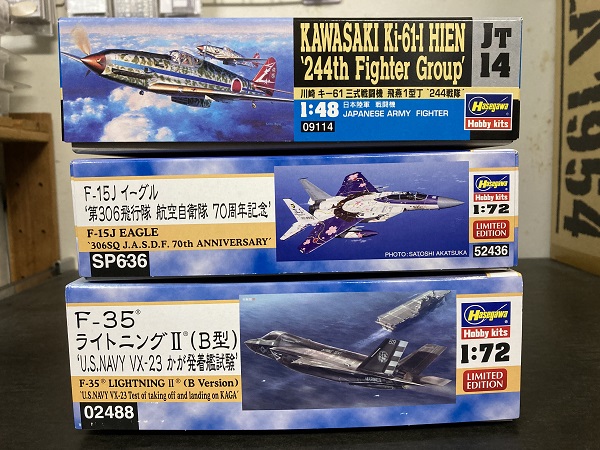 KAWASAKI Ki-61-I HIEN
'244th Fighter Group'
川崎 キ-61 三式戦闘機 飛燕1型丁 "244戦隊"
1:48
日本陸軍 戦闘機
JAPANESE ARMY FIGHTER
09114
JT
14
Hasegawa
Hobby kits
F-15J イーグル
'第306飛行隊 航空自衛隊 70周年記念'
F-15J EAGLE
'306SQ J.A.S.D.F. 70th ANNIVERSARY'
SP636
PHOTO : SATOSHI AKATSUKA
Hasegawa
Hobby kits
1:72
LIMITED EDITION
52436
F-35®
ライトニングⅡ®(B型)
'U.S.NAVY VX-23 かが発着艦試験'
F-35® LIGHTNING Ⅱ® (B Version)
'U.S.NAVY VX-23 Test of taking off and landing on KAGA'
02488
Hasegawa
Hobby kits
1:72
LIMITED EDITION